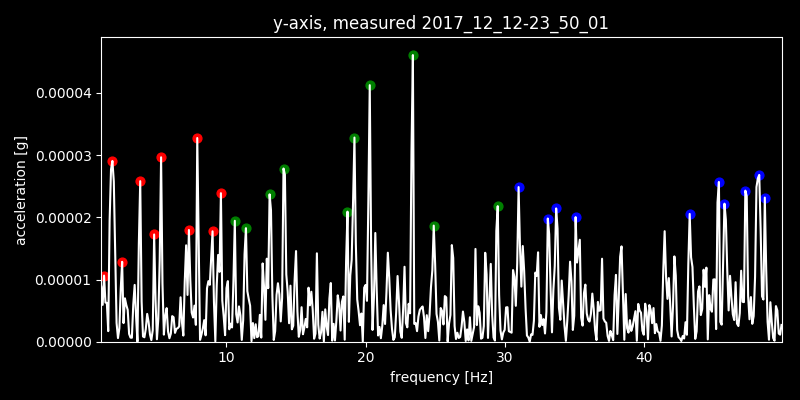 y-axis, measured 2017_12_12-23_50_01
acceleration [g]
0.00004
0.00003
0.00002
0.00001
0.00000
10 20 30 40
frequency [Hz]